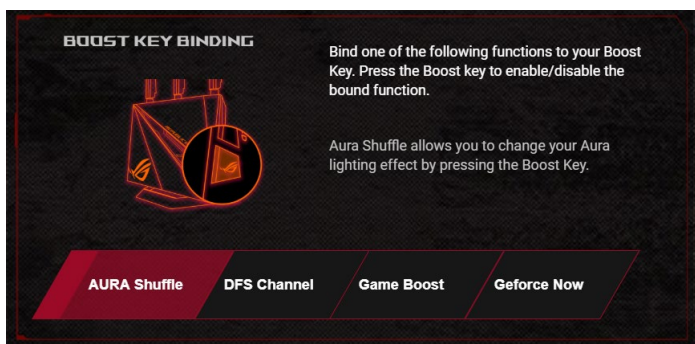 BOOST KEY BINDING
Bind one of the following functions to your Boost
Key. Press the Boost key to enable/disable the
bound function.
Aura Shuffle allows you to change your Aura
lighting effect by pressing the Boost Key.
AURA Shuffle
DFS Channel
Game Boost
Geforce Now